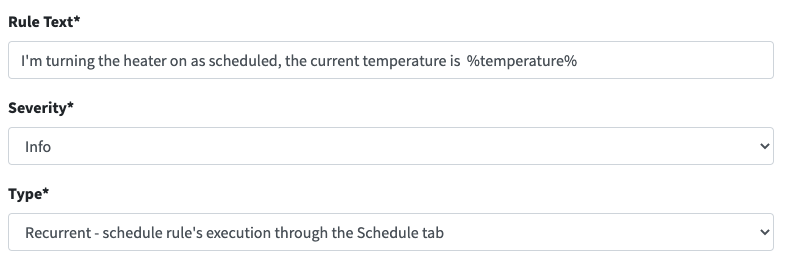 Rule Text*
I'm turning the heater on as scheduled, the current temperature is  %temperature%
Severity*
Info
Type*
Recurrent - schedule rule's execution through the Schedule tab